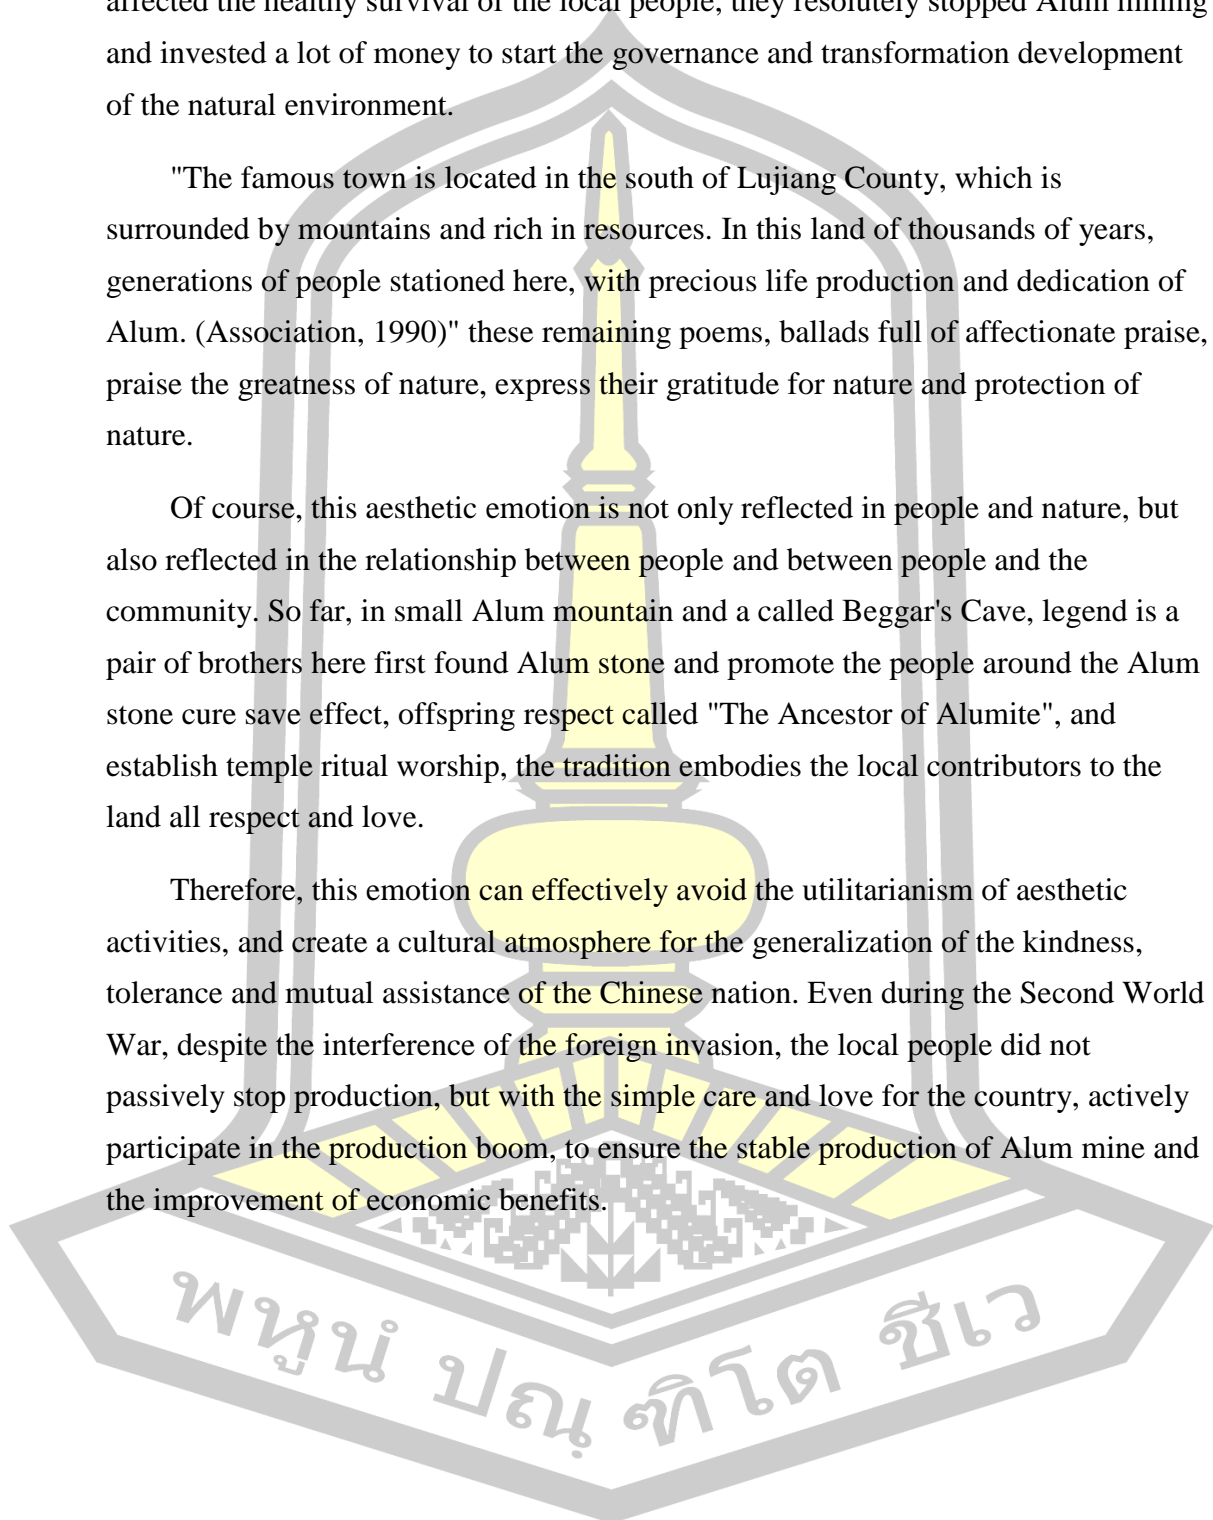 affected the healthy survival of the local people, they resolutely stopped Alum mining
and invested a lot of money to start the governance and transformation development
of the natural environment.
"The famous town is located in the south of Lujiang County, which is
surrounded by mountains and rich in resources. In this land of thousands of years,
generations of people stationed here, with precious life production and dedication of
Alum. (Association, 1990)" these remaining poems, ballads full of affectionate praise,
praise the greatness of nature, express their gratitude for nature and protection of
nature.
Of course, this aesthetic emotion is not only reflected in people and nature, but
also reflected in the relationship between people and between people and the
community. So far, in small Alum mountain and a called Beggar's Cave, legend is a
pair of brothers here first found Alum stone and promote the people around the Alum
stone cure save effect, offspring respect called "The Ancestor of Alumite", and
establish temple ritual worship, the tradition embodies the local contributors to the
land all respect and love.
Therefore, this emotion can effectively avoid the utilitarianism of aesthetic
activities, and create a cultural atmosphere for the generalization of the kindness,
tolerance and mutual assistance of the Chinese nation. Even during the Second World
War, despite the interference of the foreign invasion, the local people did not
passively stop production, but with the simple care and love for the country, actively
participate in the production boom, to ensure the stable production of Alum mine and
the improvement of economic benefits.
พหูนํ ปณฺฑิโต ชีเว